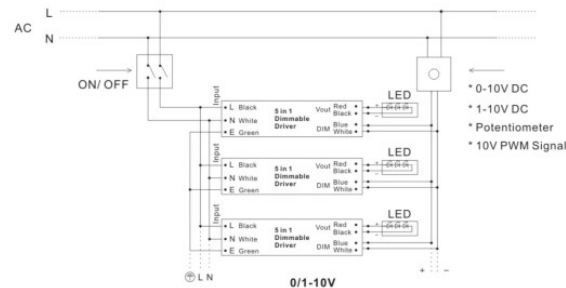 L
AC
N
ON/ OFF
* 0-10V DC
* 1-10V DC
* Potentiometer
* 10V PWM Signal
Input
L Black
N White
E Green
5 in 1
Dimmable
Driver
Vout Red
Black
DIM Blue
White
+
−
LED
Input
L Black
N White
E Green
5 in 1
Dimmable
Driver
Vout Red
Black
DIM Blue
White
+
−
LED
Input
L Black
N White
E Green
5 in 1
Dimmable
Driver
Vout Red
Black
DIM Blue
White
+
−
LED
L N
+ −
0/1-10V